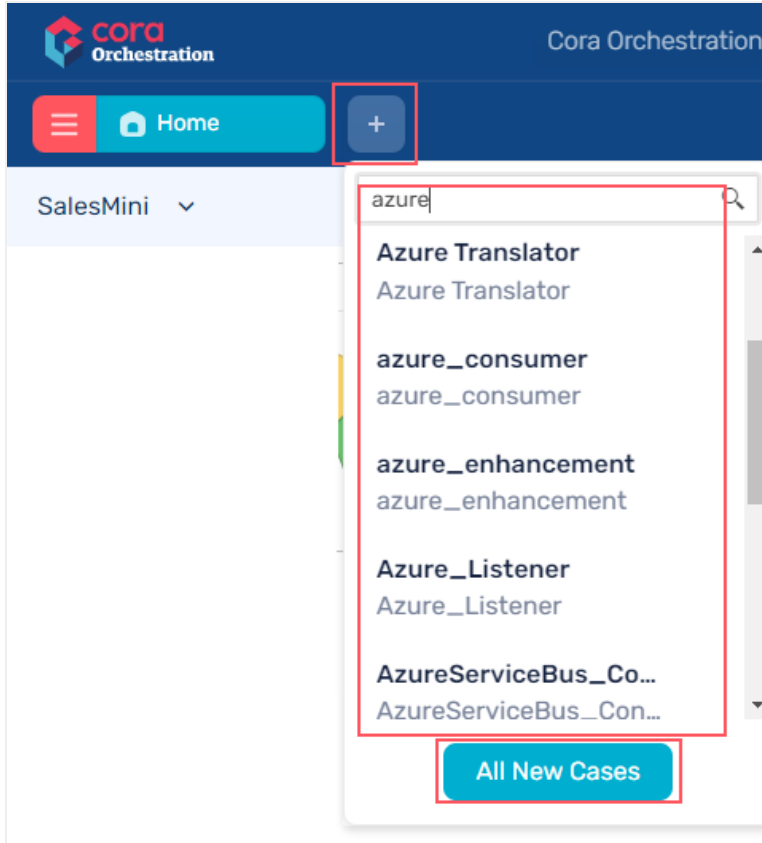 cora
Orchestration
Cora Orchestration
Home
+
SalesMini
azure
Azure Translator
Azure Translator
azure_consumer
azure_consumer
azure_enhancement
azure_enhancement
Azure_Listener
Azure_Listener
AzureServiceBus_Co...
AzureServiceBus_Con...
All New Cases